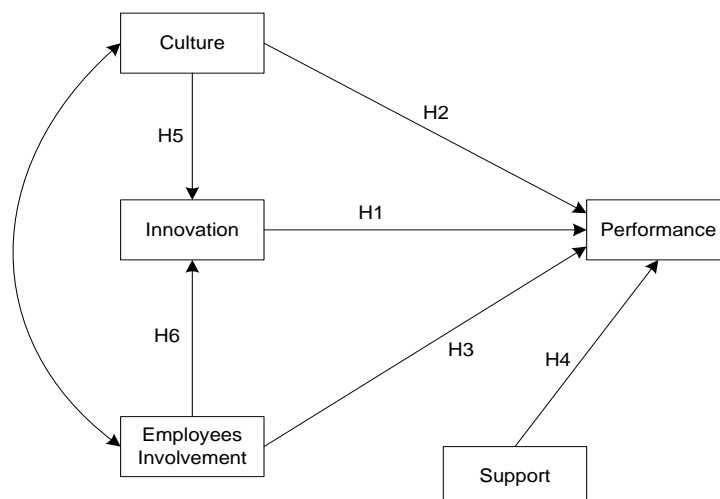 Culture
H2
H5
H1
Innovation
Performance
H6
H3
H4
Employees
Involvement
Support